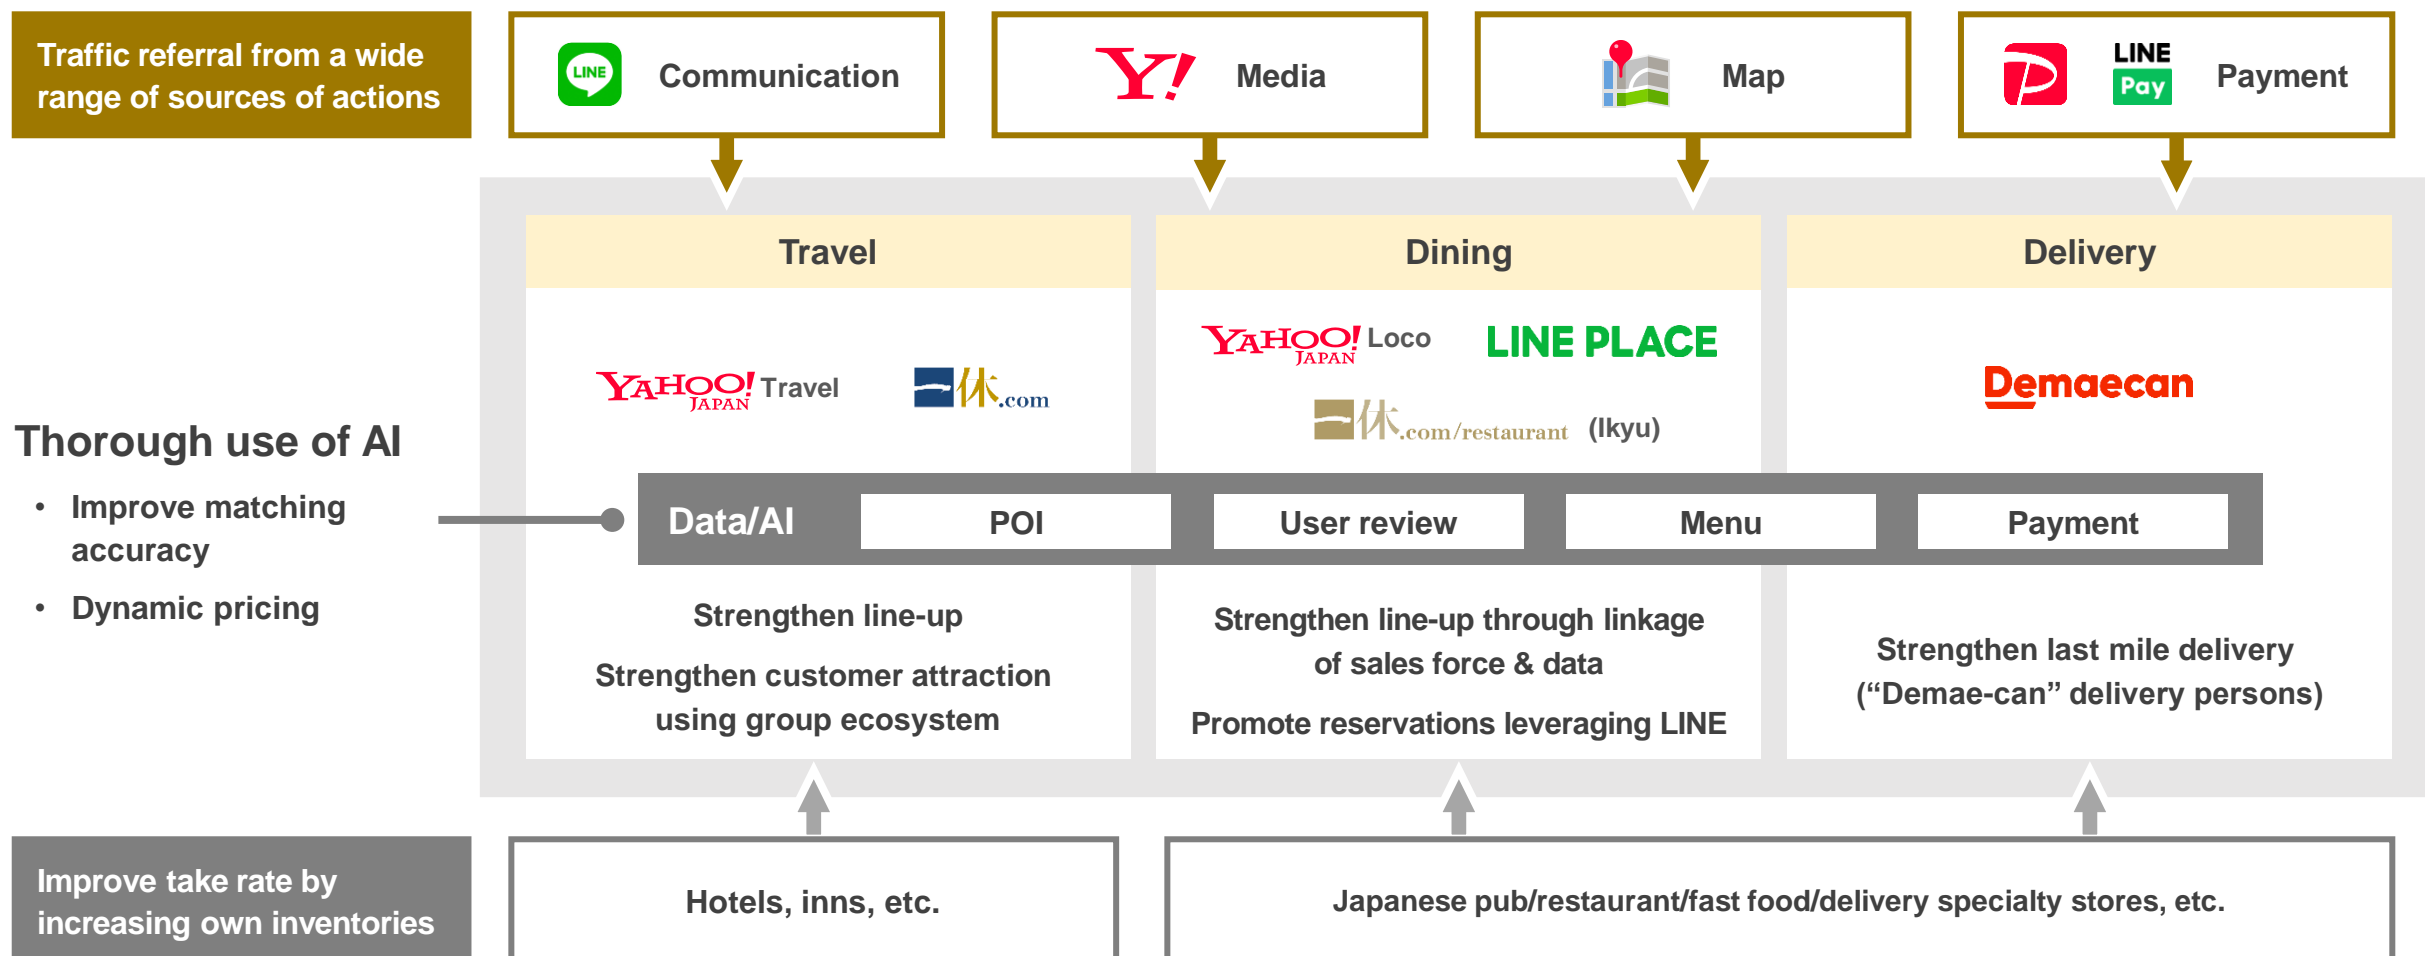 Traffic referral from a wide
range of sources of actions
LINE
Communication
Y!
Media
Map
P
LINE
Pay
Payment
Travel
Dining
Delivery
YAHOO!
JAPAN
Travel
一休.com
YAHOO!
JAPAN
Loco
LINE PLACE
一休.com/restaurant (Ikyu)
Demaecan
Thorough use of AI
• Improve matching
accuracy
• Dynamic pricing
Data/AI
POI
User review
Menu
Payment
Strengthen line-up
Strengthen customer attraction
using group ecosystem
Strengthen line-up through linkage
of sales force & data
Promote reservations leveraging LINE
Strengthen last mile delivery
(“Demae-can” delivery persons)
Improve take rate by
increasing own inventories
Hotels, inns, etc.
Japanese pub/restaurant/fast food/delivery specialty stores, etc.